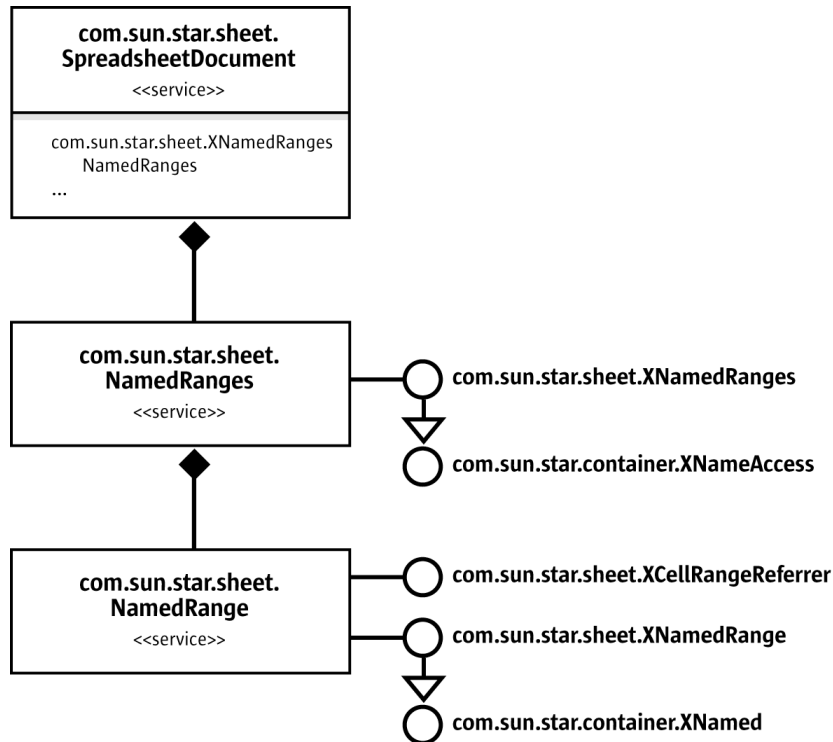 com.sun.star.sheet.
SpreadsheetDocument
<<service>>
com.sun.star.sheet.XNamedRanges
NamedRanges
...
com.sun.star.sheet.
NamedRanges
<<service>>
com.sun.star.sheet.XNamedRanges
com.sun.star.container.XNameAccess
com.sun.star.sheet.
NamedRange
<<service>>
com.sun.star.sheet.XCellRangeReferrer
com.sun.star.sheet.XNamedRange
com.sun.star.container.XNamed